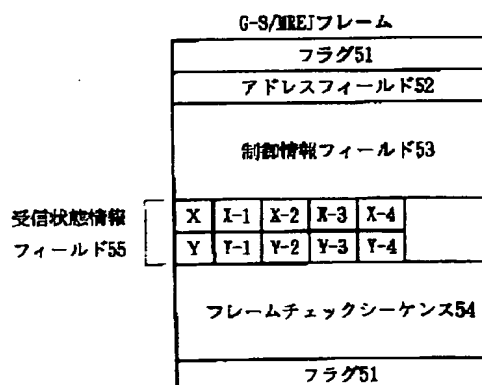 G-S/MREJフレーム
フラグ51
アドレスフィールド52
制御情報フィールド53
受信状態情報
フィールド55
X X-1 X-2 X-3 X-4
Y Y-1 Y-2 Y-3 Y-4
フレームチェックシーケンス54
フラグ51